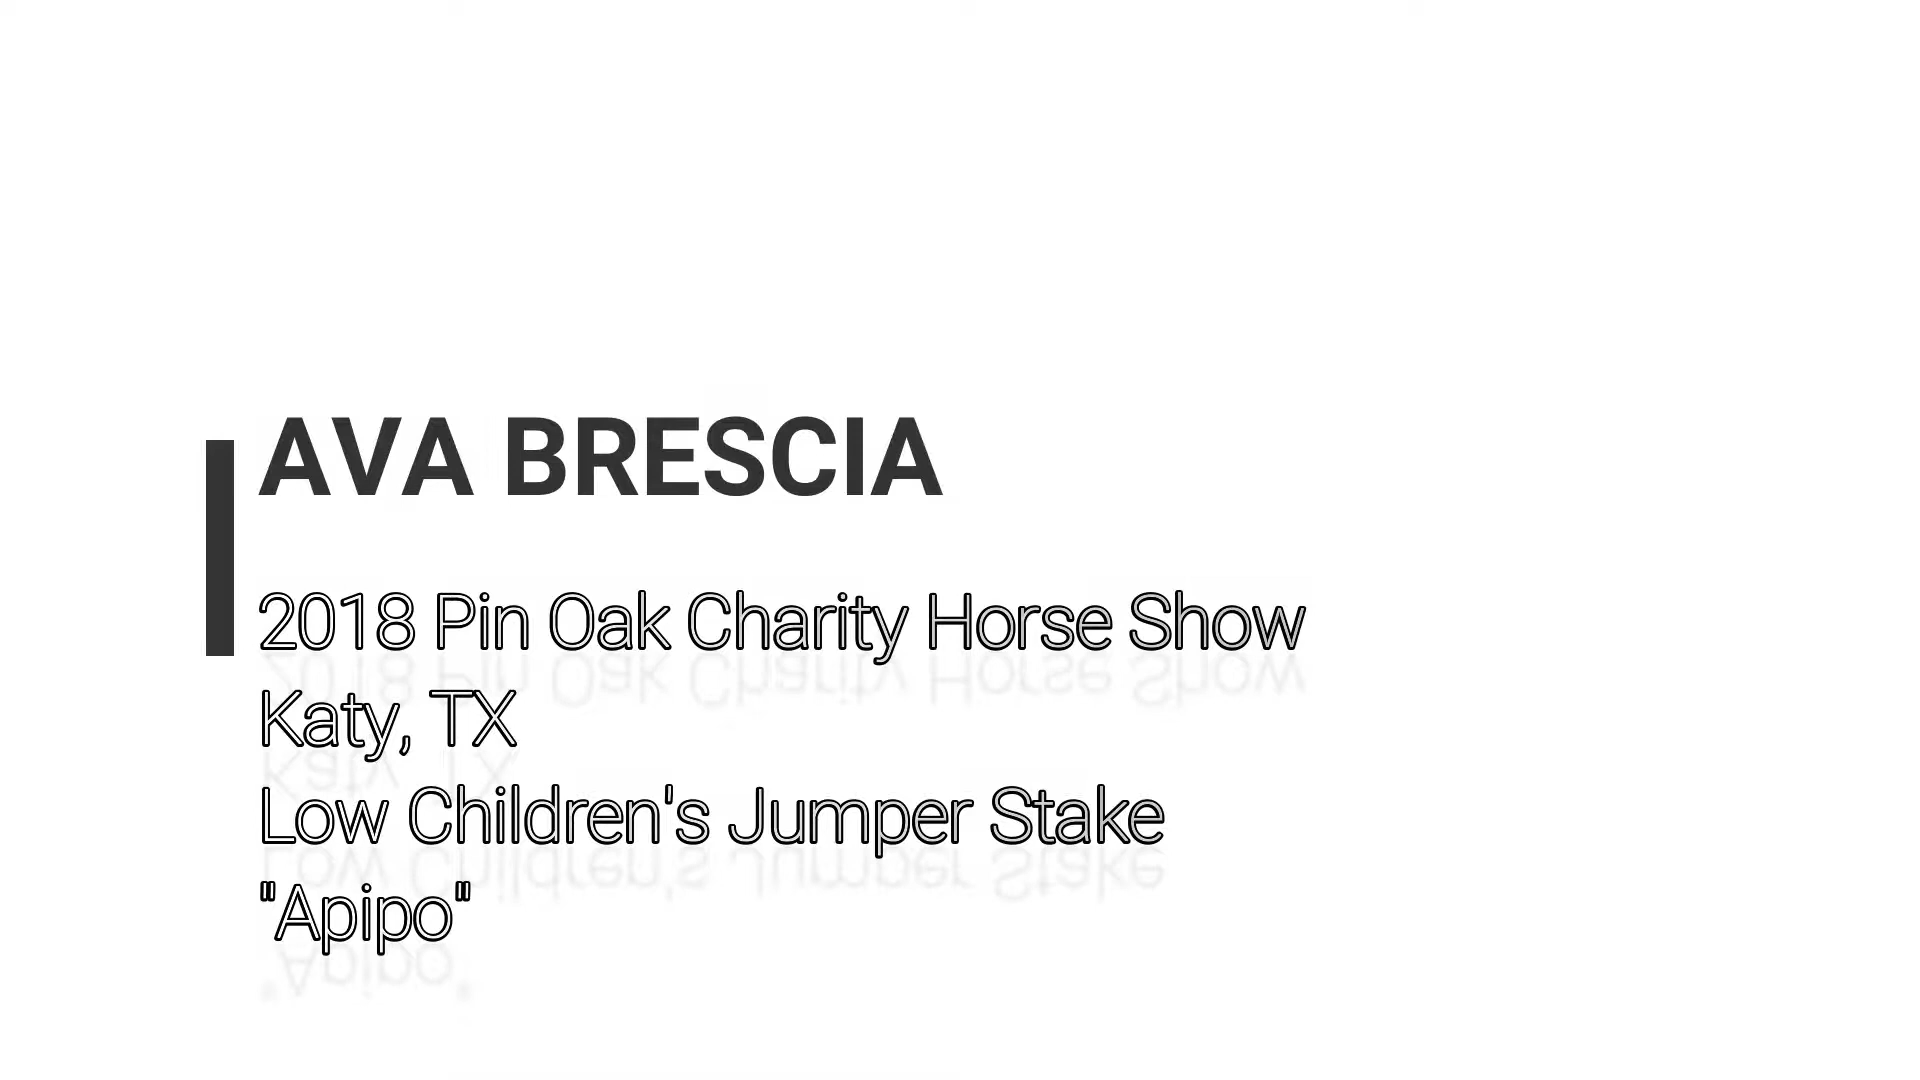 AVA BRESCIA
2018 Pin Oak Charity Horse Show
Katy, TX
Low Children's Jumper Stake
"Apipo"